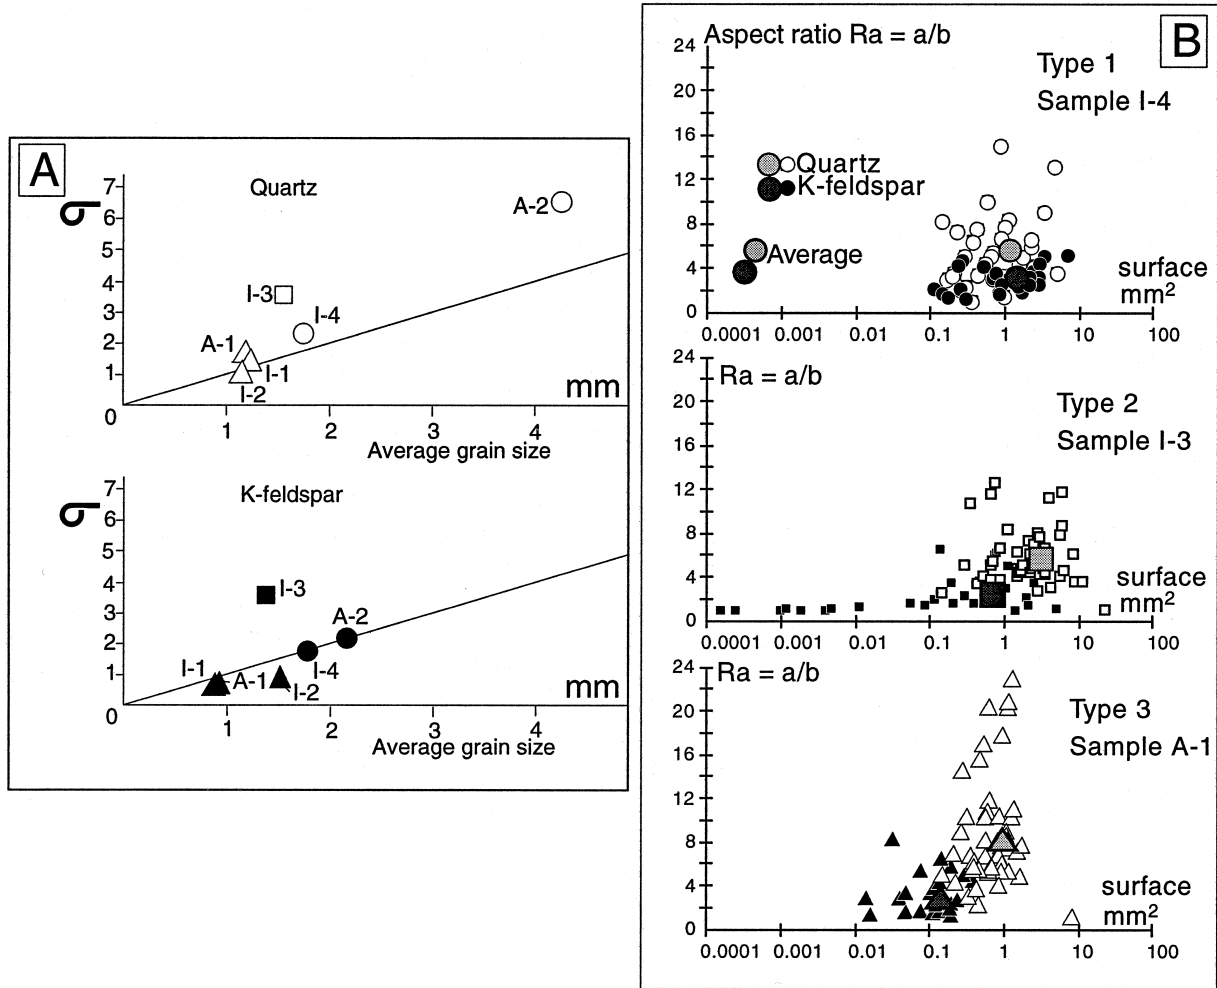 A
Quartz
σ
7
6
5
4
3
2
1
0
A-2
I-3
I-4
A-1
I-1
I-2
mm
1 2 3 4
Average grain size
K-feldspar
σ
7
6
5
4
3
2
1
0
I-3
A-2
I-4
I-1
A-1
I-2
mm
1 2 3 4
Average grain size
B
Aspect ratio Ra = a/b
Type 1
Sample I-4
24
20
16
12
8
4
0
Quartz
K-feldspar
Average
surface
mm2
0.0001 0.001 0.01 0.1 1 10 100
Ra = a/b
Type 2
Sample I-3
24
20
16
12
8
4
0
surface
mm2
0.0001 0.001 0.01 0.1 1 10 100
Ra = a/b
Type 3
Sample A-1
24
20
16
12
8
4
0
surface
mm2
0.0001 0.001 0.01 0.1 1 10 100